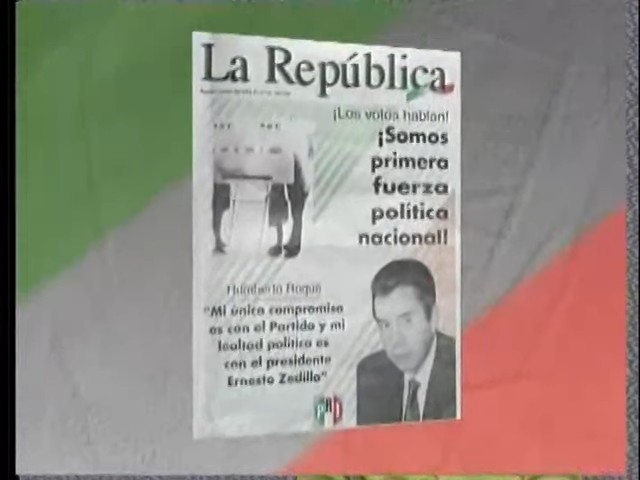 La República
¡Los votos hablan!
¡Somos
primera
fuerza
política
nacional!
Humberto Roque
"Mi único compromiso
es con el Partido y mi
lealtad política es
con el presidente
Ernesto Zedillo"
PRI